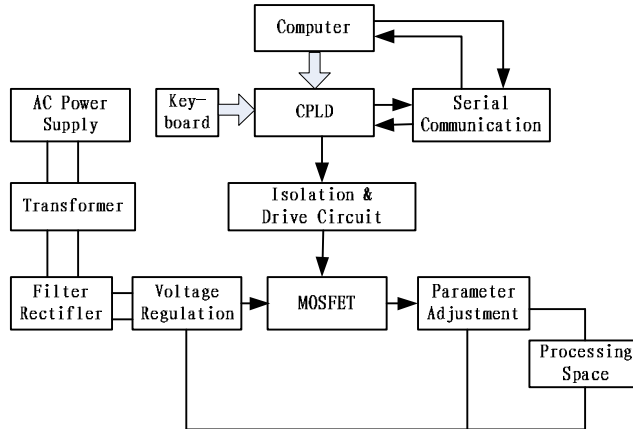 Computer
AC Power
Supply
Key-
board
CPLD
Serial
Communication
Transformer
Isolation &
Drive Circuit
Filter
Rectifler
Voltage
Regulation
MOSFET
Parameter
Adjustment
Processing
Space